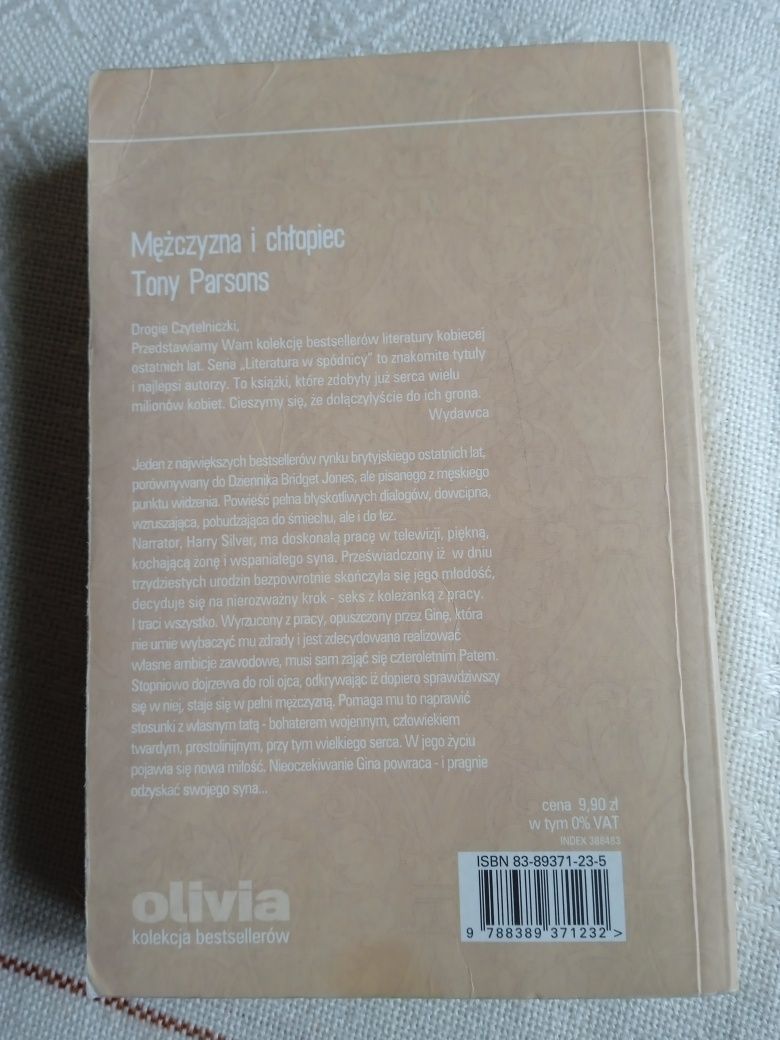 Mężczyzna i chłopiec
Tony Parsons
Drogie Czytelniczki,
Przedstawiamy Wam kolekcję bestsellerów literatury kobiecej
ostatnich lat. Seria „Literatura w spódnicy” to znakomite tytuły
i najlepsi autorzy. To książki, które zdobyły już serca wielu
milionów kobiet. Cieszymy się, że dołączyłyście do ich grona.
Wydawca
Jeden z największych bestsellerów rynku brytyjskiego ostatnich lat,
porównywany do Dziennika Bridget Jones, ale pisanego z męskiego
punktu widzenia. Powieść pełna błyskotliwych dialogów, dowcipna,
wzruszająca, pobudzająca do śmiechu, ale i do łez.
Narrator, Harry Silver, ma doskonałą pracę w telewizji, piękną,
kochającą żonę i wspaniałego syna. Przeświadczony iż w dniu
trzydziestych urodzin bezpowrotnie skończyła się jego młodość,
decyduje się na nierozważny krok - seks z koleżanką z pracy.
I traci wszystko. Wyrzucony z pracy, opuszczony przez Ginę, która
nie umie wybaczyć mu zdrady i jest zdecydowana realizować
własne ambicje zawodowe, musi sam zająć się czteroletnim Patem.
Stopniowo dojrzewa do roli ojca, odkrywając iż dopiero sprawdziwszy
się w niej, staje się w pełni mężczyzną. Pomaga mu to naprawić
stosunki z własnym tatą - bohaterem wojennym, człowiekiem
twardym, prostolinijnym, przy tym wielkiego serca. W jego życiu
pojawia się nowa miłość. Nieoczekiwanie Gina powraca - i pragnie
odzyskać swojego syna...
cena 9,90 zł
w tym 0% VAT
INDEX 388483
ISBN 83-89371-23-5
9 788389 371232 >
olivia
kolekcja bestsellerów